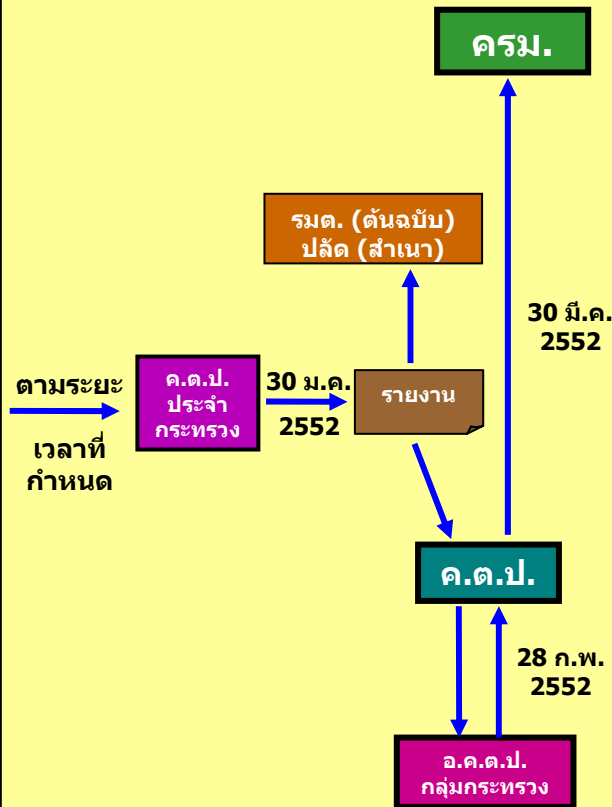 ครม.
รมต. (ต้นฉบับ)
ปลัด (สำเนา)
30 มี.ค.
2552
ตามระยะ
เวลาที่
กำหนด
ค.ต.ป.
ประจำ
กระทรวง
30 ม.ค.
2552
รายงาน
ค.ต.ป.
28 ก.พ.
2552
อ.ค.ต.ป.
กลุ่มกระทรวง